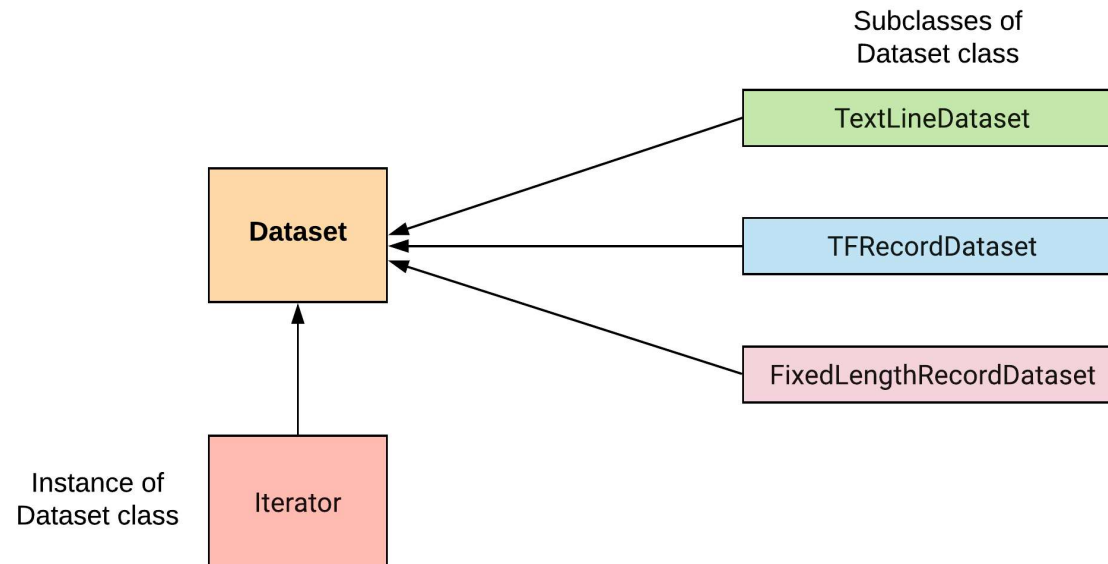 Subclasses of
Dataset class
TextLineDataset
Dataset
TFRecordDataset
FixedLengthRecordDataset
Instance of
Dataset class
Iterator